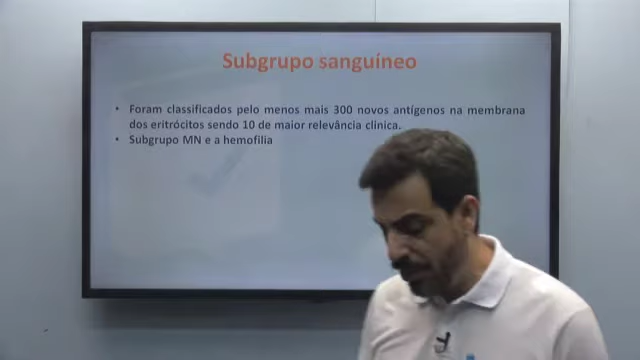 Subgrupo sanguíneo
• Foram classificados pelo menos mais 300 novos antígenos na membrana
dos eritrócitos sendo 10 de maior relevância clínica.
• Subgrupo MN e a hemofilia